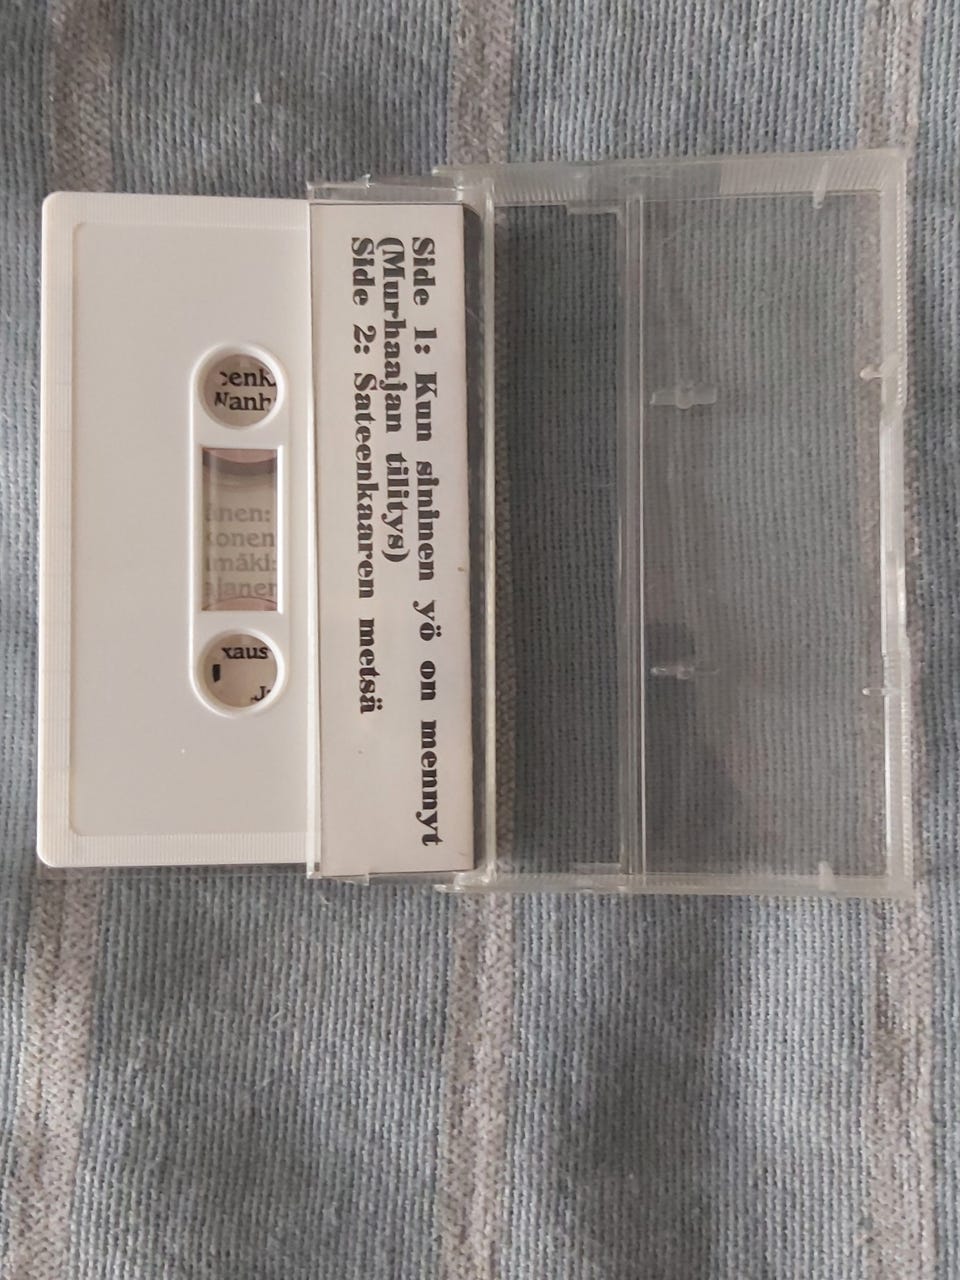 Side 1: Kun sininen yö on mennyt
(Murhaajan tilitys)
Side 2: Sateenkaaren metsä